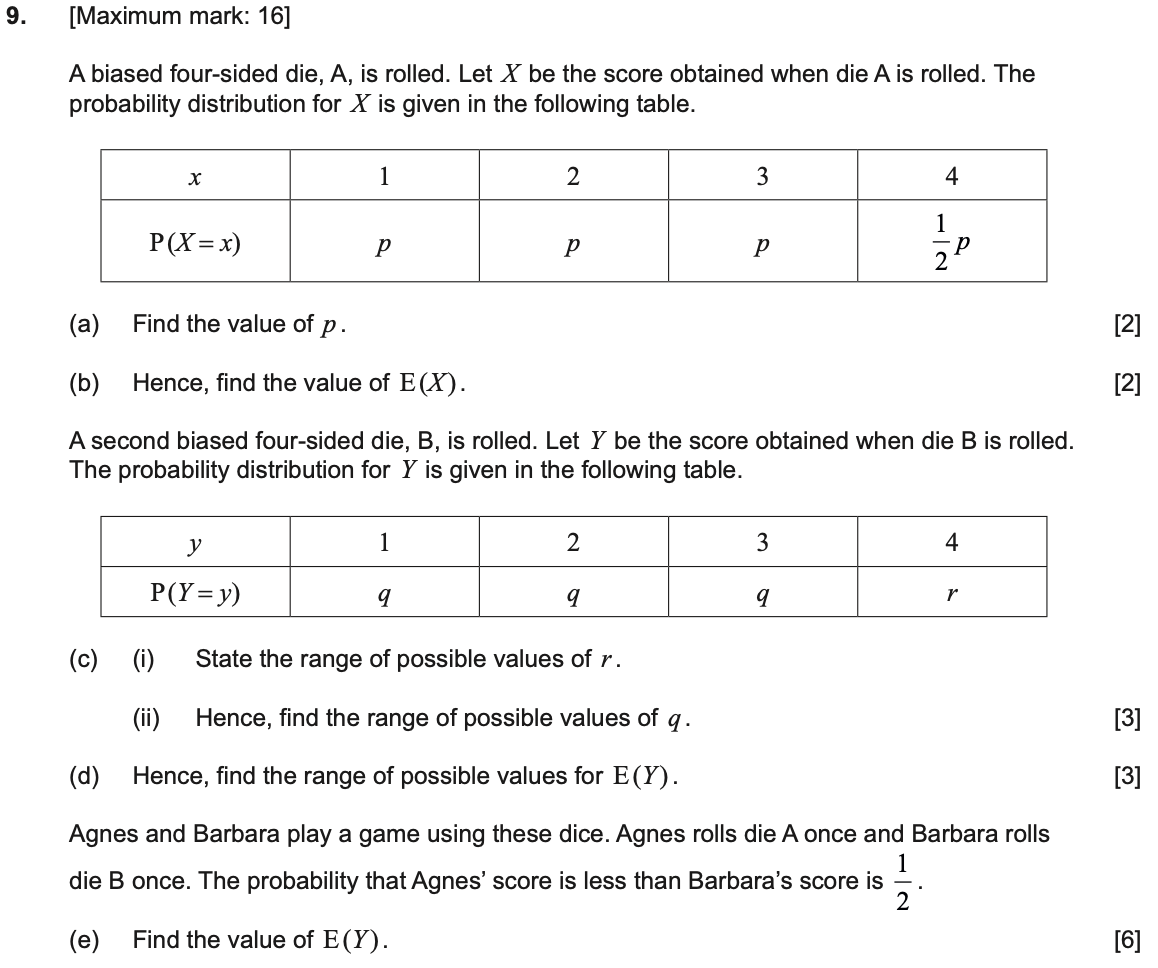 9. [Maximum mark: 16]
A biased four-sided die, A, is rolled. Let X be the score obtained when die A is rolled. The
probability distribution for X is given in the following table.
x 1 2 3 4
P(X = x) p p p 1/2 p
(a) Find the value of p. [2]
(b) Hence, find the value of E(X). [2]
A second biased four-sided die, B, is rolled. Let Y be the score obtained when die B is rolled.
The probability distribution for Y is given in the following table.
y 1 2 3 4
P(Y = y) q q q r
(c) (i) State the range of possible values of r.
(ii) Hence, find the range of possible values of q. [3]
(d) Hence, find the range of possible values for E(Y). [3]
Agnes and Barbara play a game using these dice. Agnes rolls die A once and Barbara rolls
die B once. The probability that Agnes’ score is less than Barbara’s score is 1/2.
(e) Find the value of E(Y). [6]